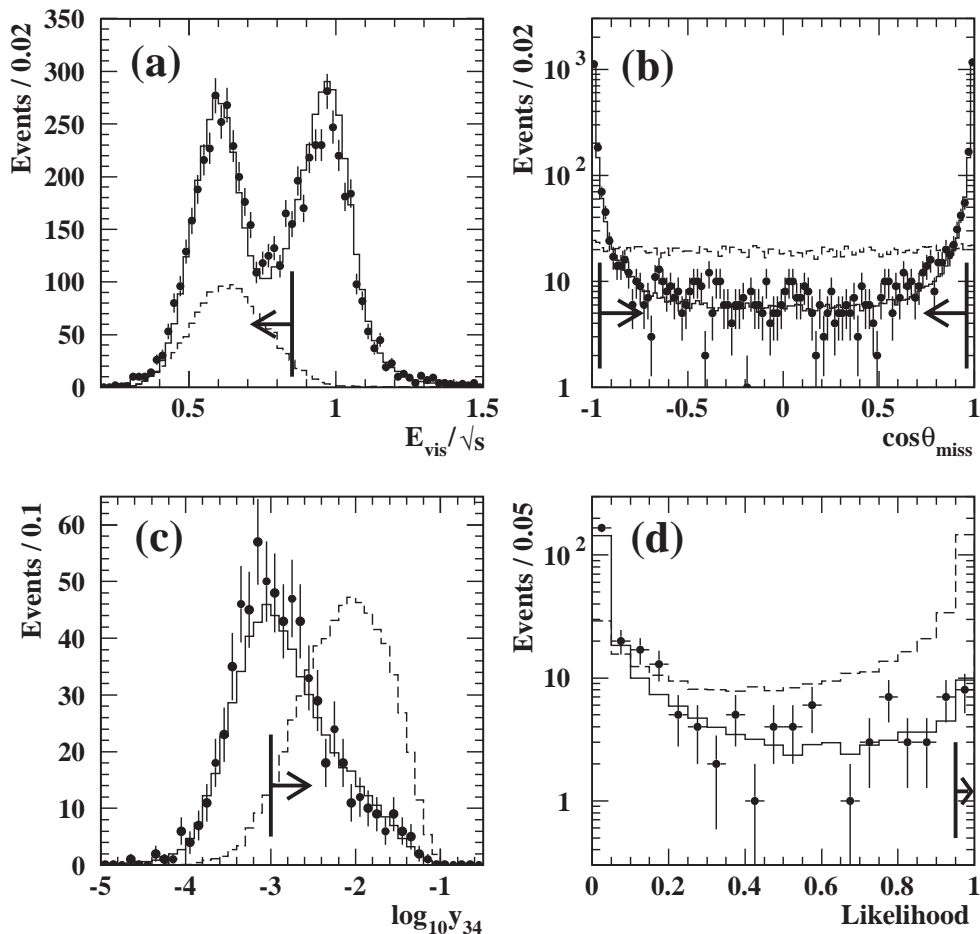 (a)
Events / 0.02
350
300
250
200
150
100
50
0
0.5 1 1.5
E_vis/√s
(b)
Events / 0.02
10^3
10^2
10
1
-1 -0.5 0 0.5 1
cosθ_miss
(c)
Events / 0.1
60
50
40
30
20
10
0
-5 -4 -3 -2 -1
log_10 y_34
(d)
Events / 0.05
10^2
10
1
0 0.2 0.4 0.6 0.8 1
Likelihood